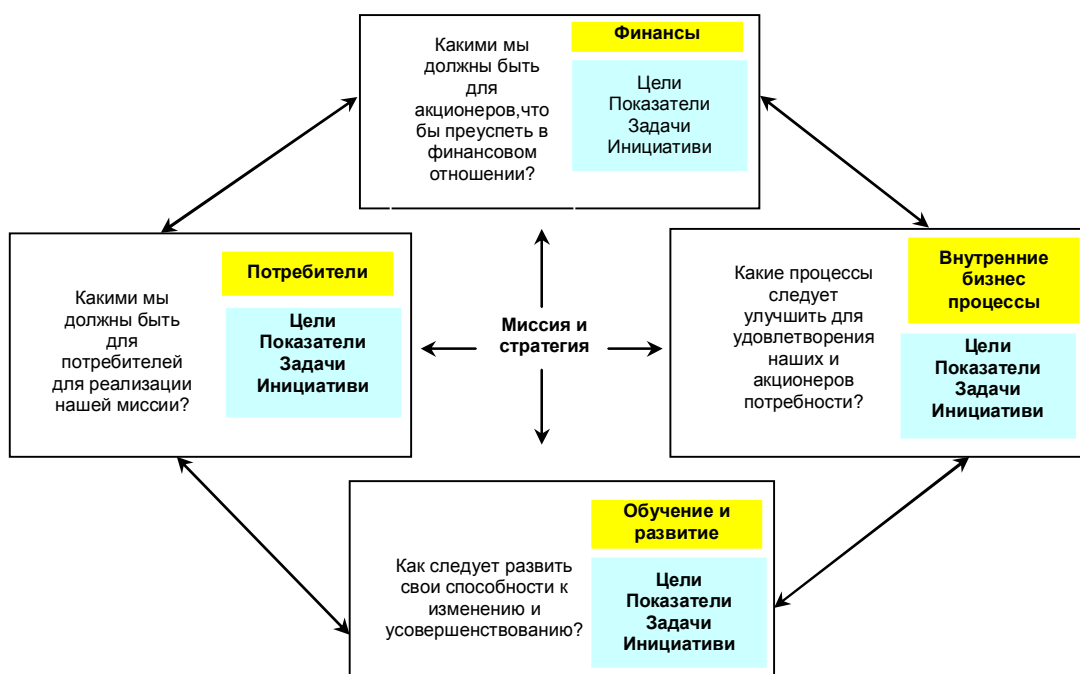 Какими мы
должны быть
для
акционеров,что
бы преуспеть в
финансовом
отношении?
Финансы
Цели
Показатели
Задачи
Инициативи
Какими мы
должны быть
для
потребителей
для реализации
нашей миссии?
Потребители
Цели
Показатели
Задачи
Инициативи
Миссия и
стратегия
Какие процессы
следует
улучшить для
удовлетворения
наших и
акционеров
потребности?
Внутренние
бизнес
процессы
Цели
Показатели
Задачи
Инициативи
Как следует развить
свои способности к
изменению и
усовершенствованию?
Обучение и
развитие
Цели
Показатели
Задачи
Инициативи